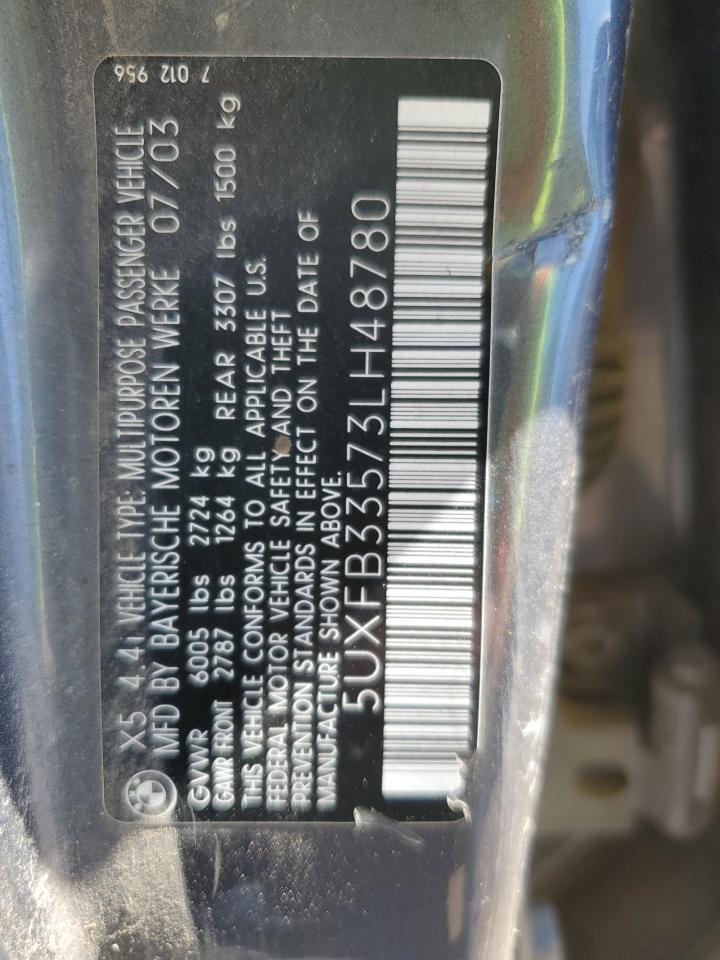 X5 4.4i VEHICLE TYPE: MULTIPURPOSE PASSENGER VEHICLE
MFD BY BAYERISCHE MOTOREN WERKE 07/03
GVWR 6005 lbs 2724 kg
GAWR FRONT 2787 lbs 1264 kg REAR 3307 lbs 1500 kg
THIS VEHICLE CONFORMS TO ALL APPLICABLE U.S.
FEDERAL MOTOR VEHICLE SAFETY AND THEFT
PREVENTION STANDARDS IN EFFECT ON THE DATE OF
MANUFACTURE SHOWN ABOVE.
5UXFB33573LH48780
7 012 956